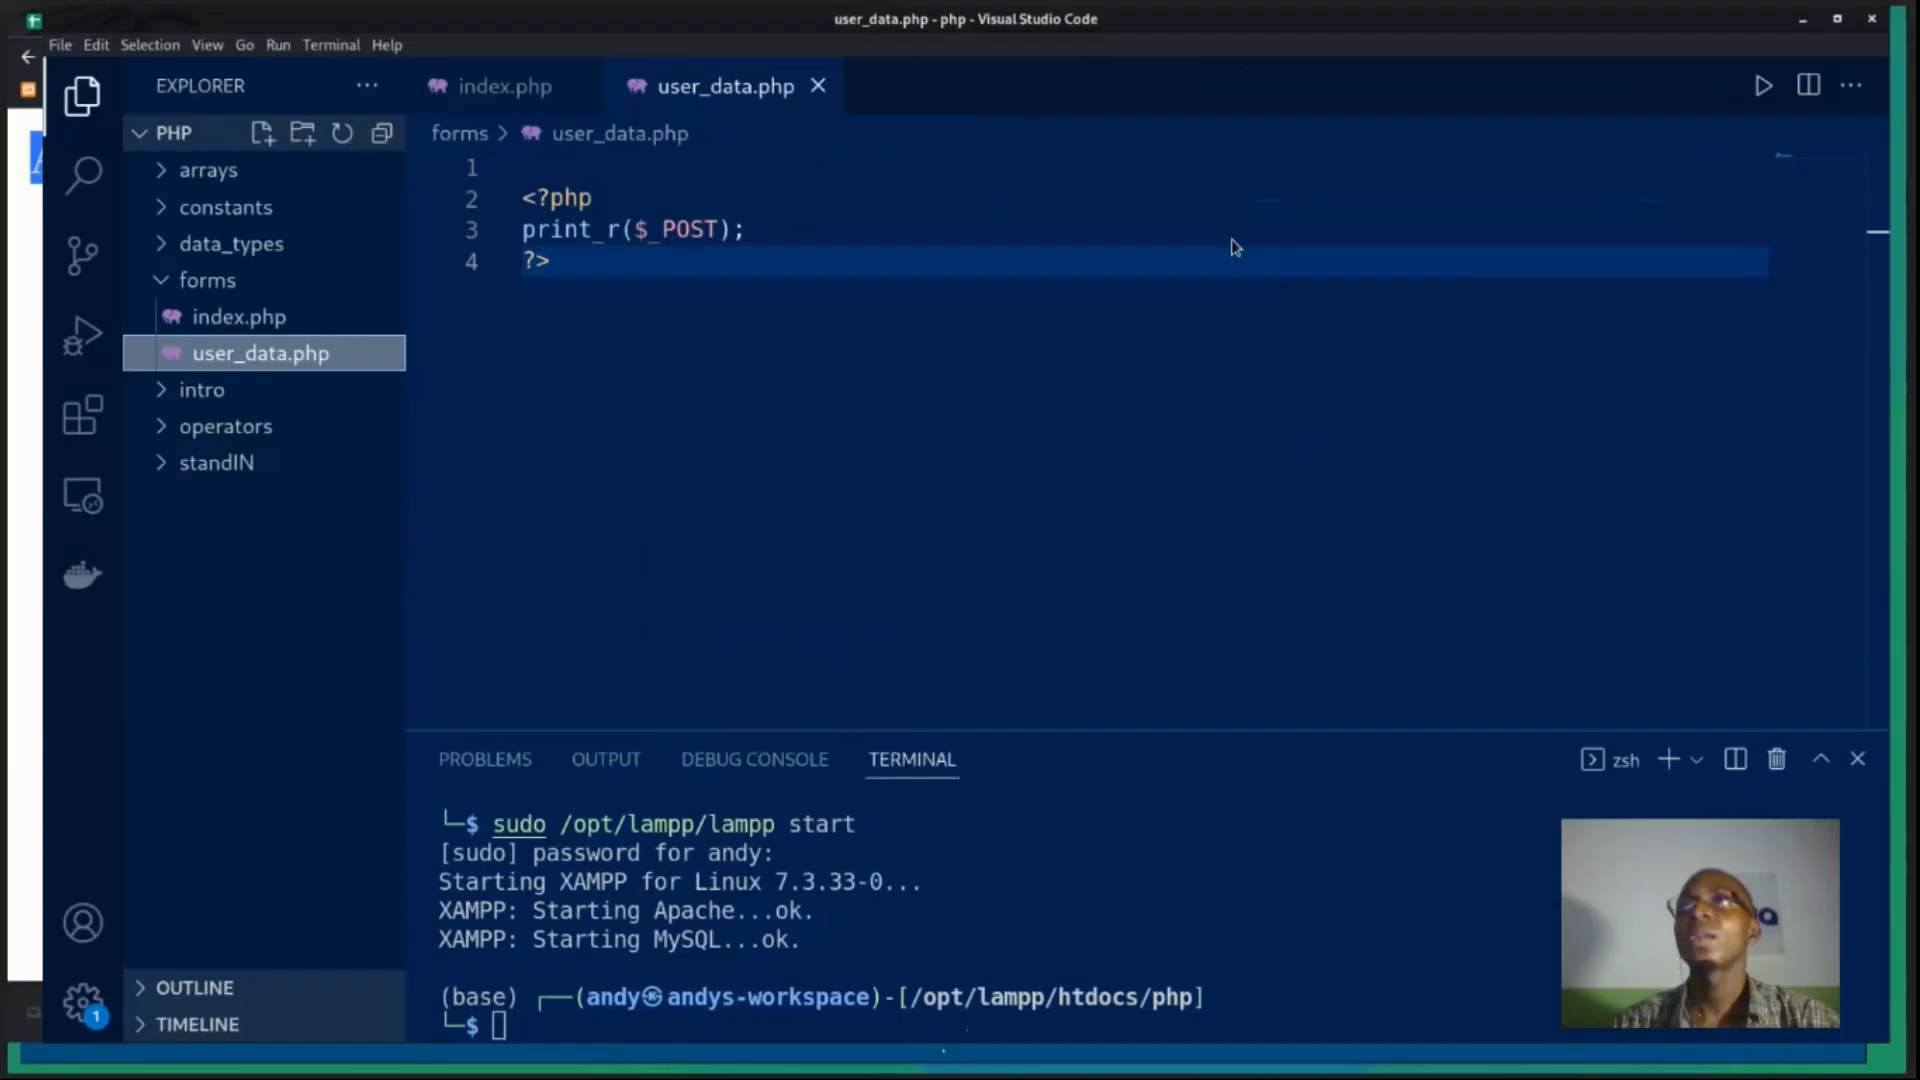 user_data.php - php - Visual Studio Code
File Edit Selection View Go Run Terminal Help
EXPLORER
index.php
user_data.php
PHP
forms > user_data.php
arrays
constants
data_types
forms
index.php
user_data.php
intro
operators
standIN
1
2 <?php
3 print_r($_POST);
4 ?>
PROBLEMS OUTPUT DEBUG CONSOLE TERMINAL
zsh
└─$ sudo /opt/lampp/lampp start
[sudo] password for andy:
Starting XAMPP for Linux 7.3.33-0...
XAMPP: Starting Apache...ok.
XAMPP: Starting MySQL...ok.
(base) ┌──(andy㉿andys-workspace)-[/opt/lampp/htdocs/php]
└─$
OUTLINE
TIMELINE
1